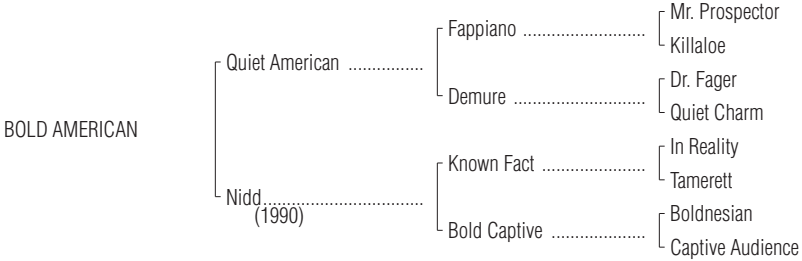 Mr. Prospector
Fappiano ..........................
Killaloe
Quiet American ................
Dr. Fager
Demure ............................
Quiet Charm
BOLD AMERICAN
In Reality
Known Fact ......................
Tamerett
Nidd..................................
(1990)
Boldnesian
Bold Captive ....................
Captive Audience